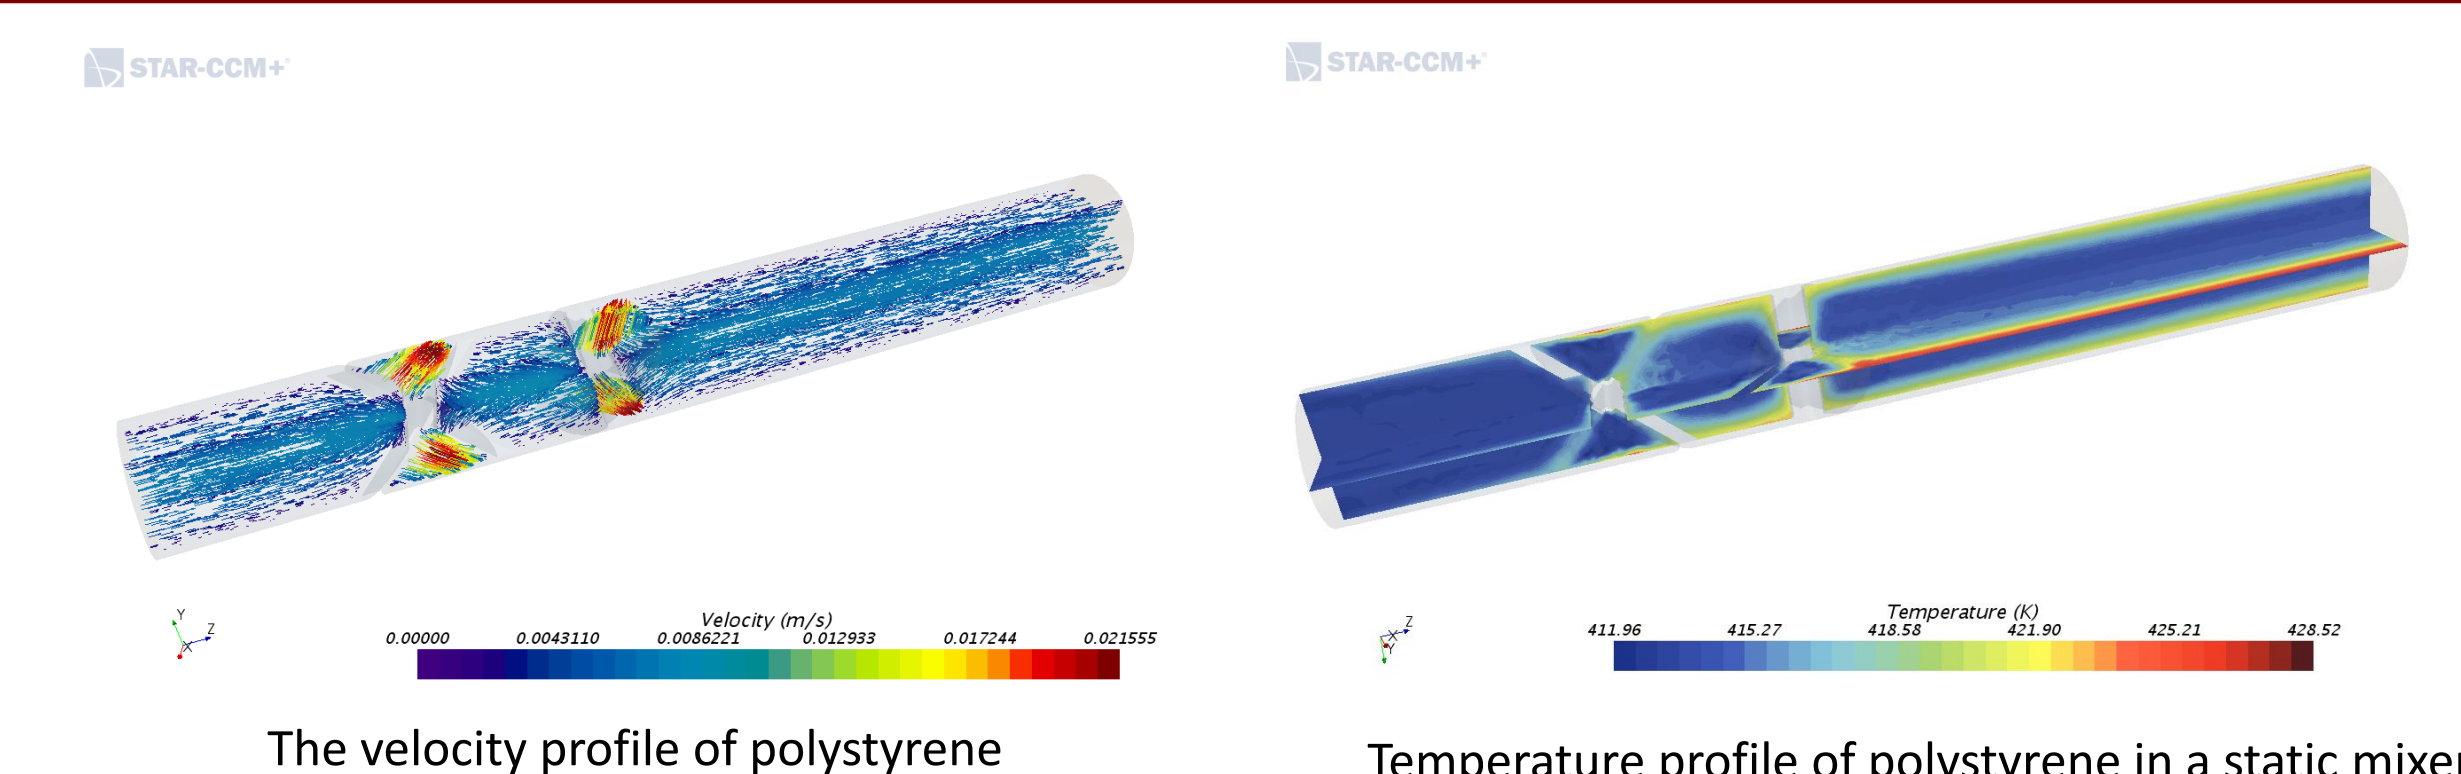 STAR-CCM+
STAR-CCM+
Velocity (m/s)
0.00000 0.0043110 0.0086221 0.012933 0.017244 0.021555
Y
Z
X
Temperature (K)
411.96 415.27 418.58 421.90 425.21 428.52
Z
X
Y
The velocity profile of polystyrene
Temperature profile of polystyrene in a static mixe